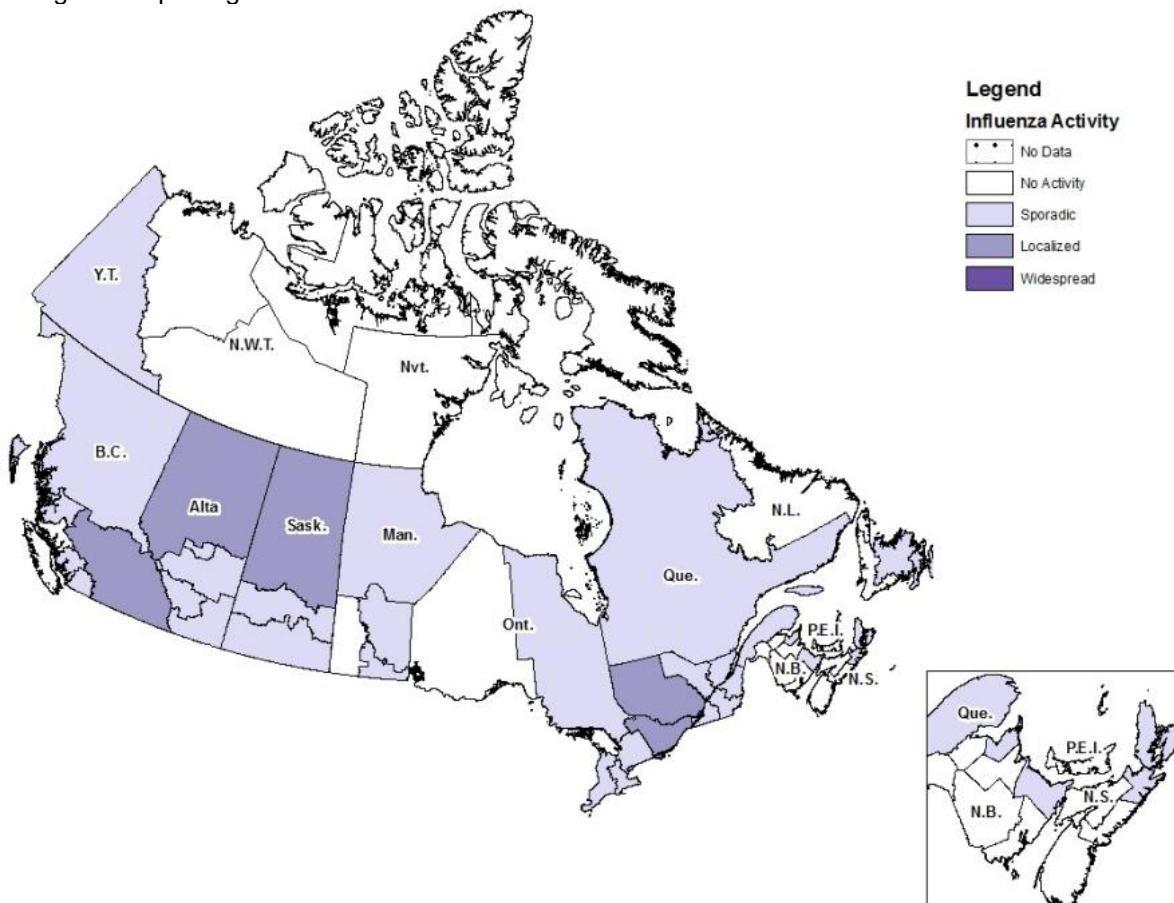 Legend
Influenza Activity
No Data
No Activity
Sporadic
Localized
Widespread
Y.T.
N.W.T.
Nvt.
B.C.
Alta
Sask.
Man.
Ont.
Que.
N.L.
P.E.I.
N.B.
N.S.
Que.
P.E.I.
N.S.
N.B.